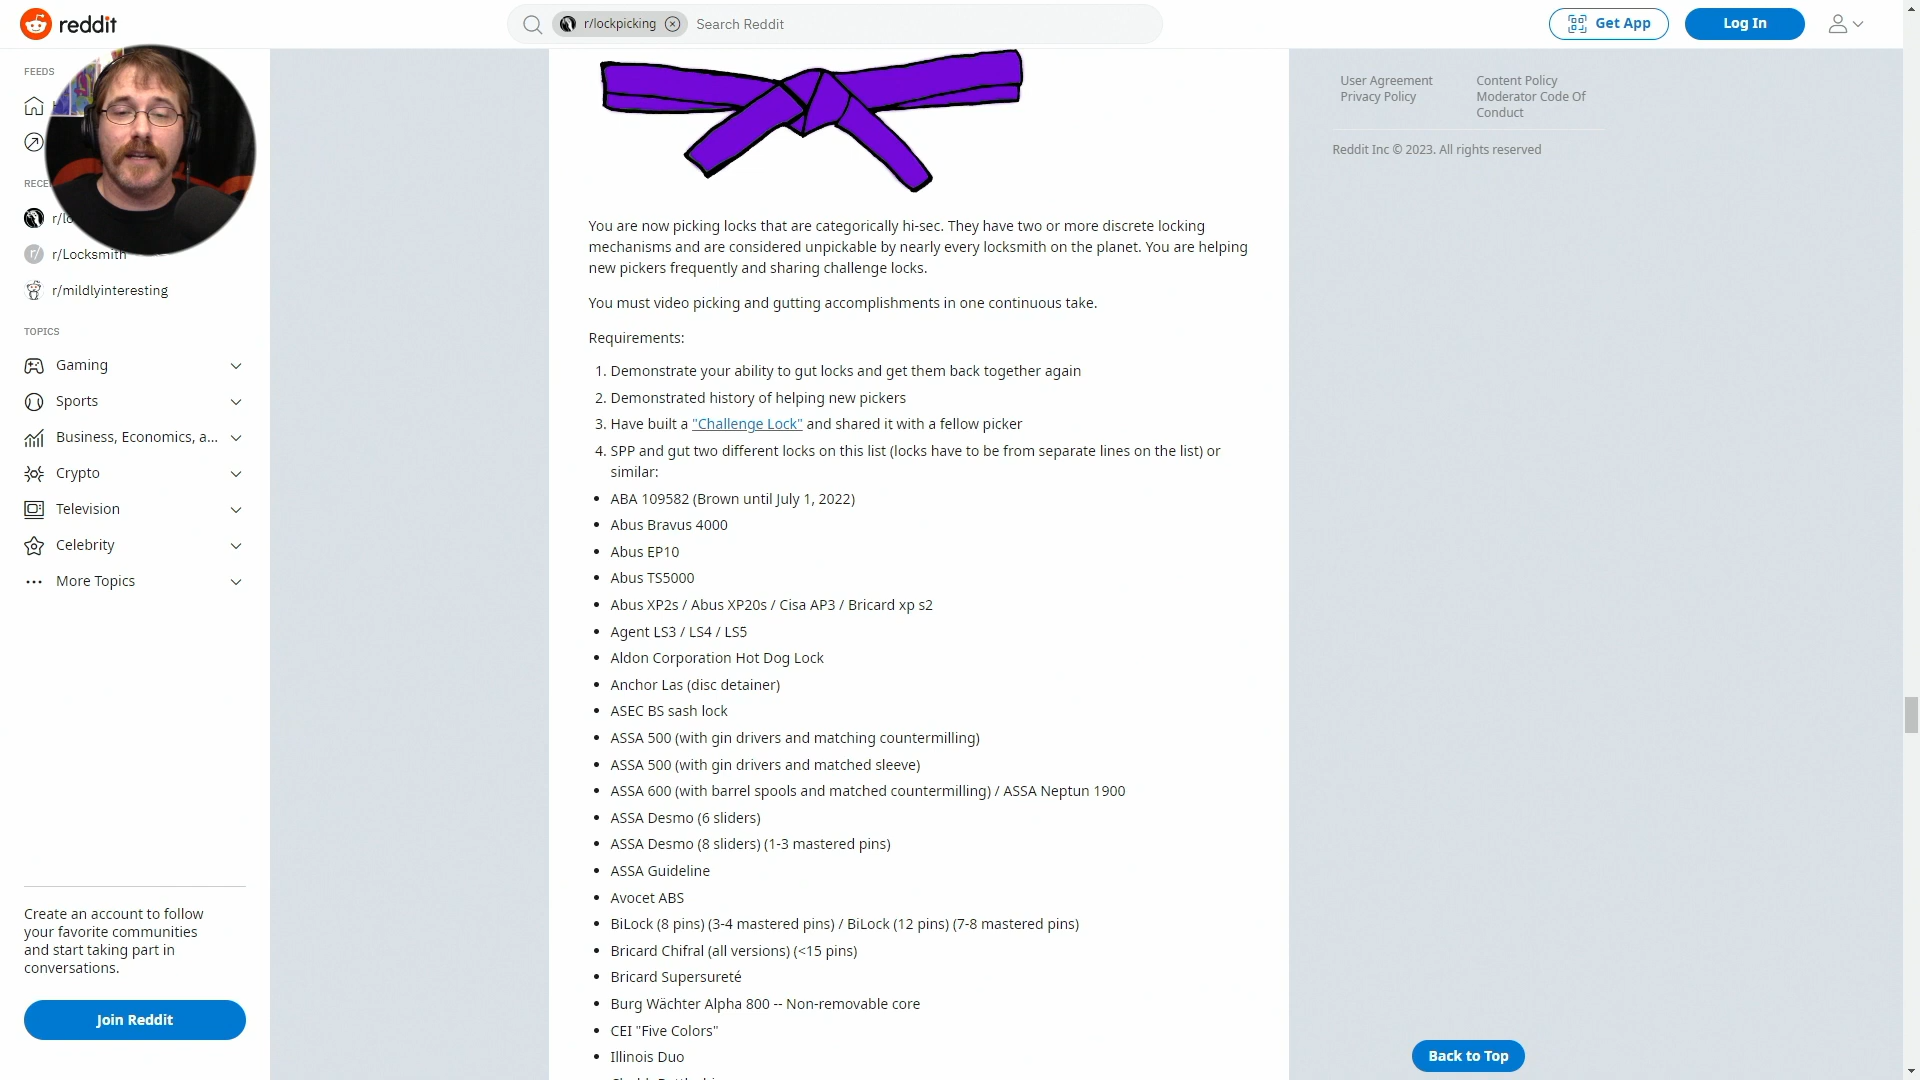 reddit
r/lockpicking
Search Reddit
Get App
Log In
FEEDS
RECE
r/lo
r/Locksmith
r/mildlyinteresting
TOPICS
Gaming
Sports
Business, Economics, a...
Crypto
Television
Celebrity
More Topics
Create an account to follow
your favorite communities
and start taking part in
conversations.
Join Reddit
You are now picking locks that are categorically hi-sec. They have two or more discrete locking
mechanisms and are considered unpickable by nearly every locksmith on the planet. You are helping
new pickers frequently and sharing challenge locks.
You must video picking and gutting accomplishments in one continuous take.
Requirements:
1. Demonstrate your ability to gut locks and get them back together again
2. Demonstrated history of helping new pickers
3. Have built a "Challenge Lock" and shared it with a fellow picker
4. SPP and gut two different locks on this list (locks have to be from separate lines on the list) or
similar:
• ABA 109582 (Brown until July 1, 2022)
• Abus Bravus 4000
• Abus EP10
• Abus TS5000
• Abus XP2s / Abus XP20s / Cisa AP3 / Bricard xp s2
• Agent LS3 / LS4 / LS5
• Aldon Corporation Hot Dog Lock
• Anchor Las (disc detainer)
• ASEC BS sash lock
• ASSA 500 (with gin drivers and matching countermilling)
• ASSA 500 (with gin drivers and matched sleeve)
• ASSA 600 (with barrel spools and matched countermilling) / ASSA Neptun 1900
• ASSA Desmo (6 sliders)
• ASSA Desmo (8 sliders) (1-3 mastered pins)
• ASSA Guideline
• Avocet ABS
• BiLock (8 pins) (3-4 mastered pins) / BiLock (12 pins) (7-8 mastered pins)
• Bricard Chifral (all versions) (<15 pins)
• Bricard Supersureté
• Burg Wächter Alpha 800 -- Non-removable core
• CEI "Five Colors"
• Illinois Duo
User Agreement
Privacy Policy
Content Policy
Moderator Code Of
Conduct
Reddit Inc © 2023. All rights reserved
Back to Top